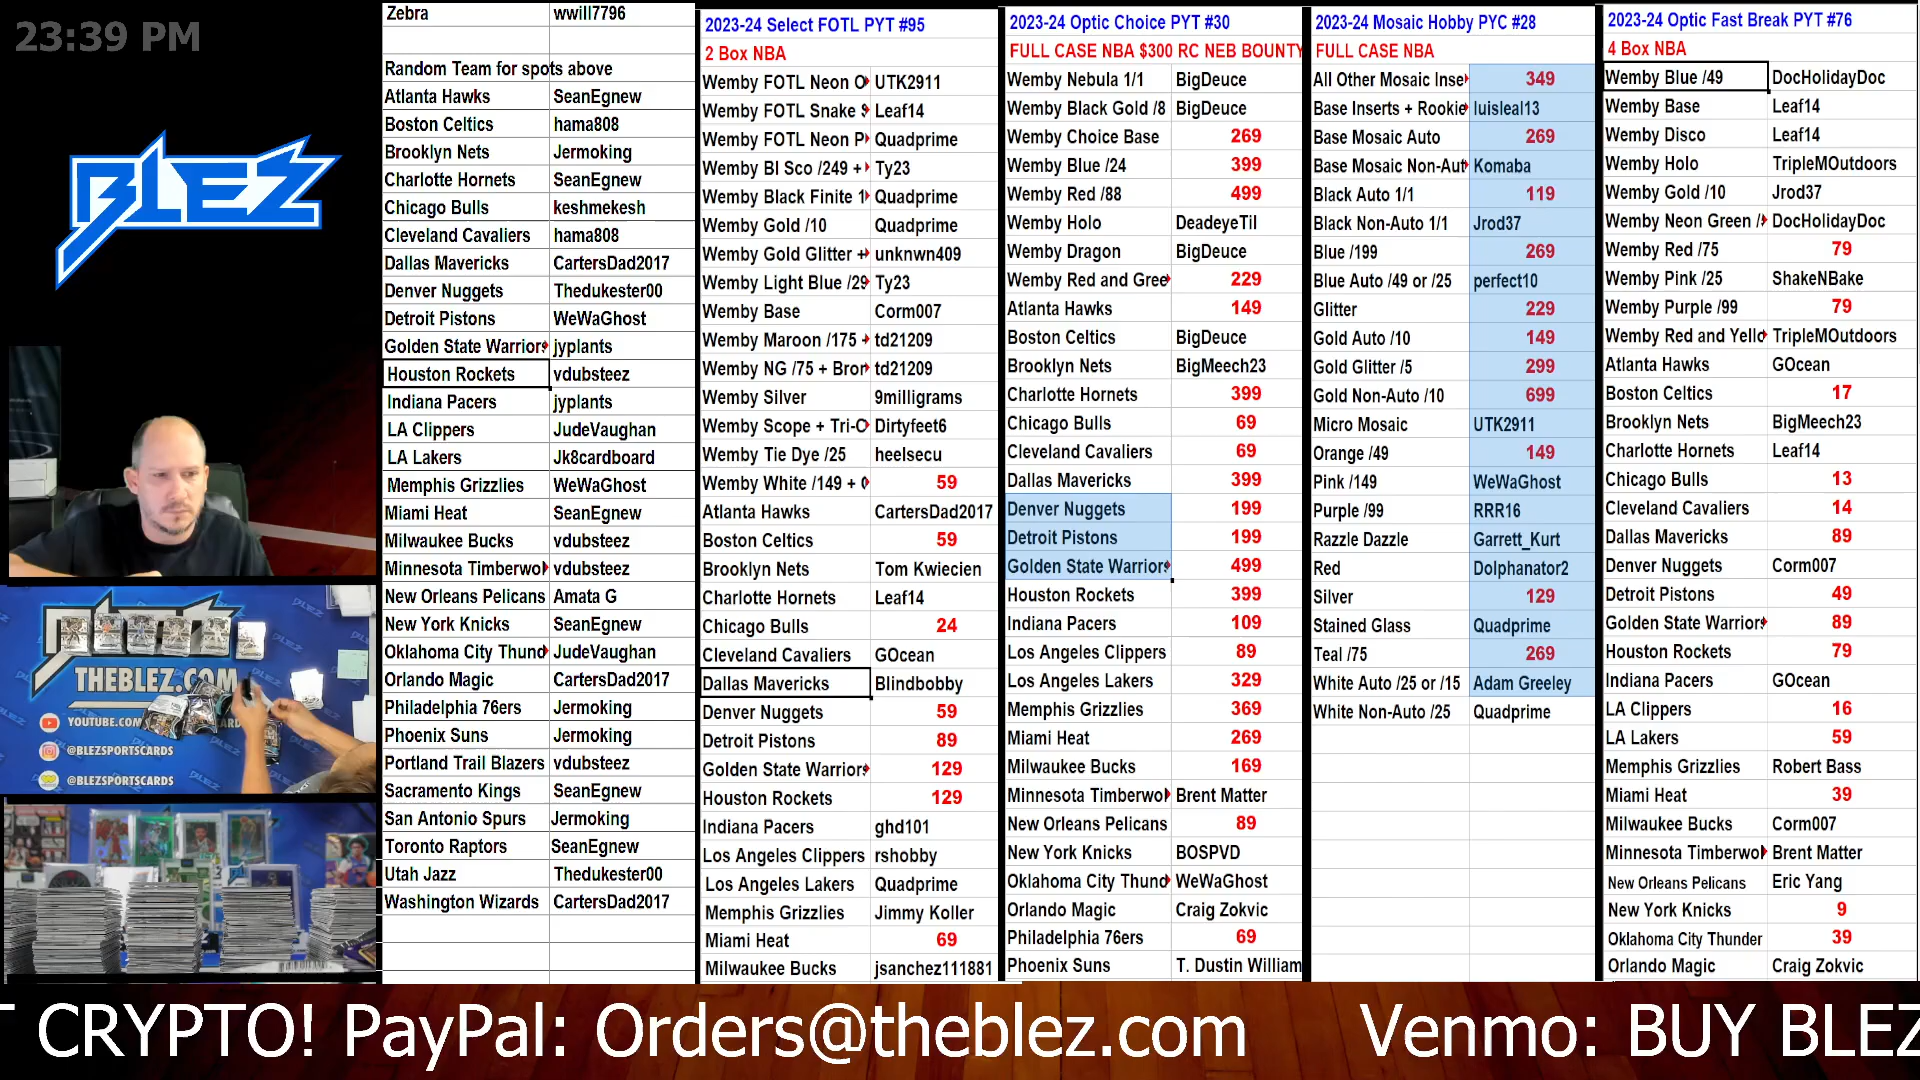 23:39 PM
BLEZ
THEBLEZ.COM
YOUTUBE.COM
@BLEZSPORTSCARDS
@BLEZSPORTSCARDS
Zebra wwill7796
Random Team for spots above
Atlanta Hawks SeanEgnew
Boston Celtics hama808
Brooklyn Nets Jermoking
Charlotte Hornets SeanEgnew
Chicago Bulls keshmekesh
Cleveland Cavaliers hama808
Dallas Mavericks CartersDad2017
Denver Nuggets Thedukester00
Detroit Pistons WeWaGhost
Golden State Warriors jyplants
Houston Rockets vdubsteez
Indiana Pacers jyplants
LA Clippers JudeVaughan
LA Lakers Jk8cardboard
Memphis Grizzlies WeWaGhost
Miami Heat SeanEgnew
Milwaukee Bucks vdubsteez
Minnesota Timberwol vdubsteez
New Orleans Pelicans Amata G
New York Knicks SeanEgnew
Oklahoma City Thund JudeVaughan
Orlando Magic CartersDad2017
Philadelphia 76ers Jermoking
Phoenix Suns Jermoking
Portland Trail Blazers vdubsteez
Sacramento Kings SeanEgnew
San Antonio Spurs Jermoking
Toronto Raptors SeanEgnew
Utah Jazz Thedukester00
Washington Wizards CartersDad2017
2023-24 Select FOTL PYT #95
2 Box NBA
Wemby FOTL Neon O UTK2911
Wemby FOTL Snake S Leaf14
Wemby FOTL Neon P Quadprime
Wemby Bl Sco /249 + Ty23
Wemby Black Finite 1 Quadprime
Wemby Gold /10 Quadprime
Wemby Gold Glitter + unknwn409
Wemby Light Blue /29 Ty23
Wemby Base Corm007
Wemby Maroon /175 + td21209
Wemby NG /75 + Bron td21209
Wemby Silver 9milligrams
Wemby Scope + Tri-C Dirtyfeet6
Wemby Tie Dye /25 heelsecu
Wemby White /149 + 59
Atlanta Hawks CartersDad2017
Boston Celtics 59
Brooklyn Nets Tom Kwiecien
Charlotte Hornets Leaf14
Chicago Bulls 24
Cleveland Cavaliers GOcean
Dallas Mavericks Blindbobby
Denver Nuggets 59
Detroit Pistons 89
Golden State Warriors 129
Houston Rockets 129
Indiana Pacers ghd101
Los Angeles Clippers rshobby
Los Angeles Lakers Quadprime
Memphis Grizzlies Jimmy Koller
Miami Heat 69
Milwaukee Bucks jsanchez111881
2023-24 Optic Choice PYT #30
FULL CASE NBA $300 RC NEB BOUNTY
Wemby Nebula 1/1 BigDeuce
Wemby Black Gold /8 BigDeuce
Wemby Choice Base 269
Wemby Blue /24 399
Wemby Red /88 499
Wemby Holo DeadeyeTil
Wemby Dragon BigDeuce
Wemby Red and Gree 229
Atlanta Hawks 149
Boston Celtics BigDeuce
Brooklyn Nets BigMeech23
Charlotte Hornets 399
Chicago Bulls 69
Cleveland Cavaliers 69
Dallas Mavericks 399
Denver Nuggets 199
Detroit Pistons 199
Golden State Warriors 499
Houston Rockets 399
Indiana Pacers 109
Los Angeles Clippers 89
Los Angeles Lakers 329
Memphis Grizzlies 369
Miami Heat 269
Milwaukee Bucks 169
Minnesota Timberwol Brent Matter
New Orleans Pelicans 89
New York Knicks BOSPVD
Oklahoma City Thund WeWaGhost
Orlando Magic Craig Zokvic
Philadelphia 76ers 69
Phoenix Suns T. Dustin William
2023-24 Mosaic Hobby PYC #28
FULL CASE NBA
All Other Mosaic Inse 349
Base Inserts + Rookie luisleal13
Base Mosaic Auto 269
Base Mosaic Non-Aut Komaba
Black Auto 1/1 119
Black Non-Auto 1/1 Jrod37
Blue /199 269
Blue Auto /49 or /25 perfect10
Glitter 229
Gold Auto /10 149
Gold Glitter /5 299
Gold Non-Auto /10 699
Micro Mosaic UTK2911
Orange /49 149
Pink /149 WeWaGhost
Purple /99 RRR16
Razzle Dazzle Garrett_Kurt
Red Dolphanator2
Silver 129
Stained Glass Quadprime
Teal /75 269
White Auto /25 or /15 Adam Greeley
White Non-Auto /25 Quadprime
2023-24 Optic Fast Break PYT #76
4 Box NBA
Wemby Blue /49 DocHolidayDoc
Wemby Base Leaf14
Wemby Disco Leaf14
Wemby Holo TripleMOutdoors
Wemby Gold /10 Jrod37
Wemby Neon Green / DocHolidayDoc
Wemby Red /75 79
Wemby Pink /25 ShakeNBake
Wemby Purple /99 79
Wemby Red and Yello TripleMOutdoors
Atlanta Hawks GOcean
Boston Celtics 17
Brooklyn Nets BigMeech23
Charlotte Hornets Leaf14
Chicago Bulls 13
Cleveland Cavaliers 14
Dallas Mavericks 89
Denver Nuggets Corm007
Detroit Pistons 49
Golden State Warriors 89
Houston Rockets 79
Indiana Pacers GOcean
LA Clippers 16
LA Lakers 59
Memphis Grizzlies Robert Bass
Miami Heat 39
Milwaukee Bucks Corm007
Minnesota Timberwol Brent Matter
New Orleans Pelicans Eric Yang
New York Knicks 9
Oklahoma City Thunder 39
Orlando Magic Craig Zokvic
T CRYPTO! PayPal: Orders@theblez.com Venmo: BUY BLEZ